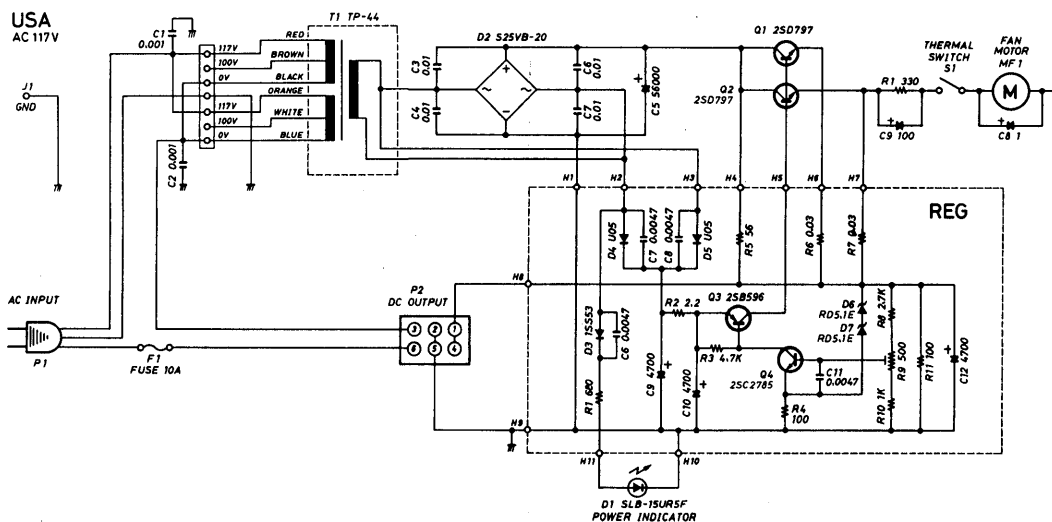 USA
AC 117V
C1
0.001
T1 TP-44
RED
BROWN
BLACK
ORANGE
WHITE
BLUE
117V
100V
0V
117V
100V
0V
C2 0.001
J1
GND
D2 S25VB-20
C3
0.01
C4
0.01
C6
0.01
C7
0.01
C5 56000
Q1 2SD797
Q2
2SD797
R1 330
C9 100
THERMAL
SWITCH
S1
FAN
MOTOR
MF1
M
C8 1
H1
H2
H3
H4
H5
H6
H7
REG
D4 U05
C7 0.0047
C8 0.0047
D5 U05
R5 56
R6 0.03
R7 0.03
H8
AC INPUT
P1
F1
FUSE 10A
P2
DC OUTPUT
3
2
1
6
5
4
D3 1SS53
C6 0.0047
R1 680
R2 2.2
Q3 2SB596
R3 4.7K
C9 4700
C10 4700
Q4
2SC2785
R4
100
C11
0.0047
D6
RD5.1E
D7
RD5.1E
R8 2.7K
R9 500
R10 1K
R11 100
C12 4700
H9
H11
H10
D1 SLB-15UR5F
POWER INDICATOR